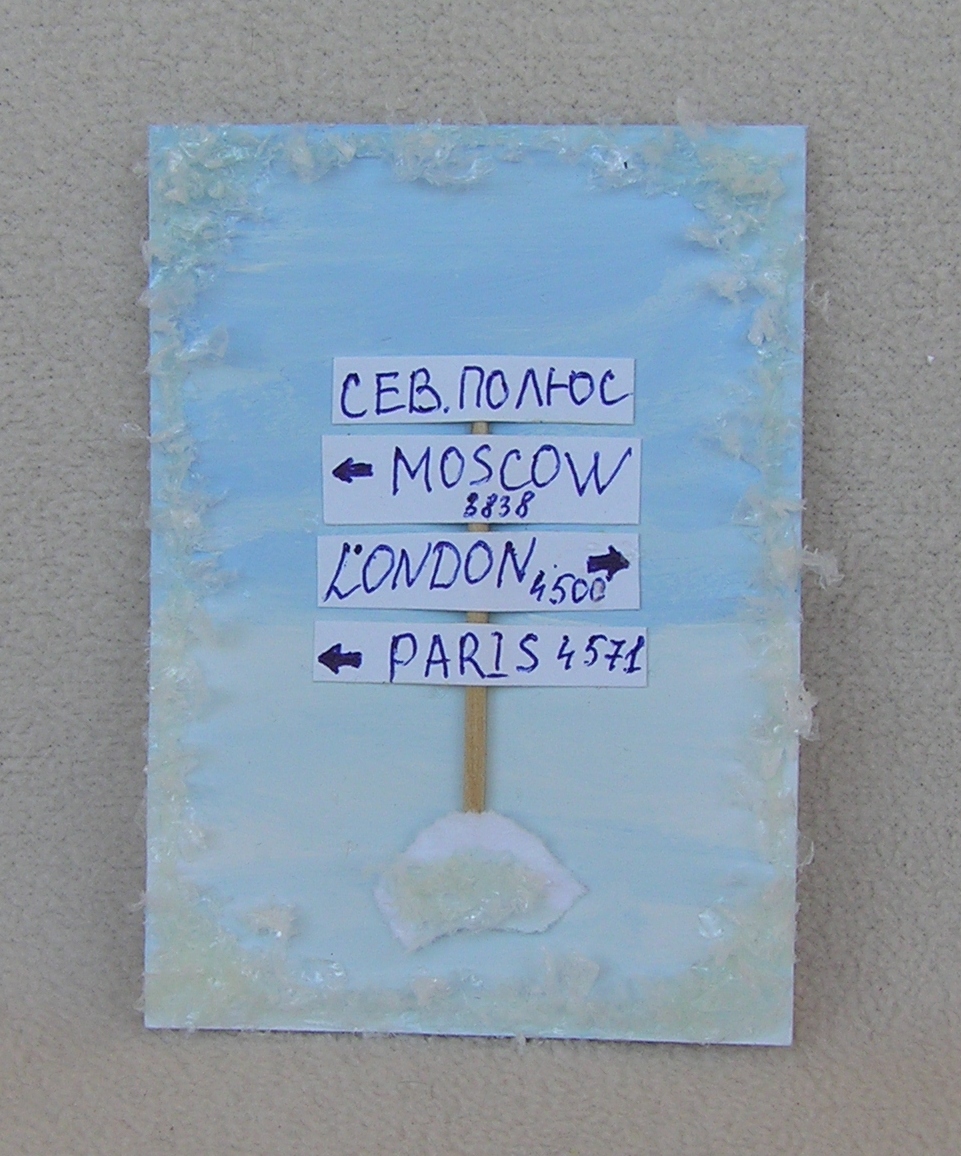 СЕВ.ПОЛЮС
← MOSCOW
3838
LONDON →
4500
← PARIS 4571